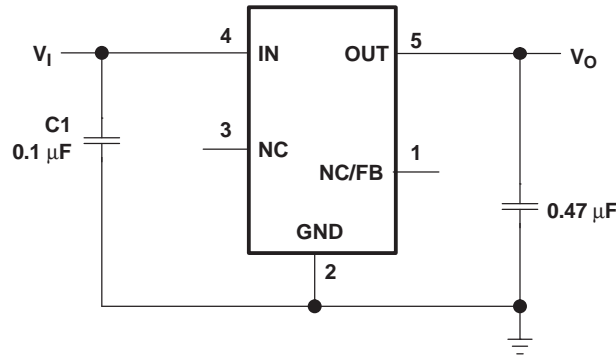 4
5
V_I
IN
OUT
V_O
C1
0.1 µF
3
NC
1
NC/FB
0.47 µF
GND
2